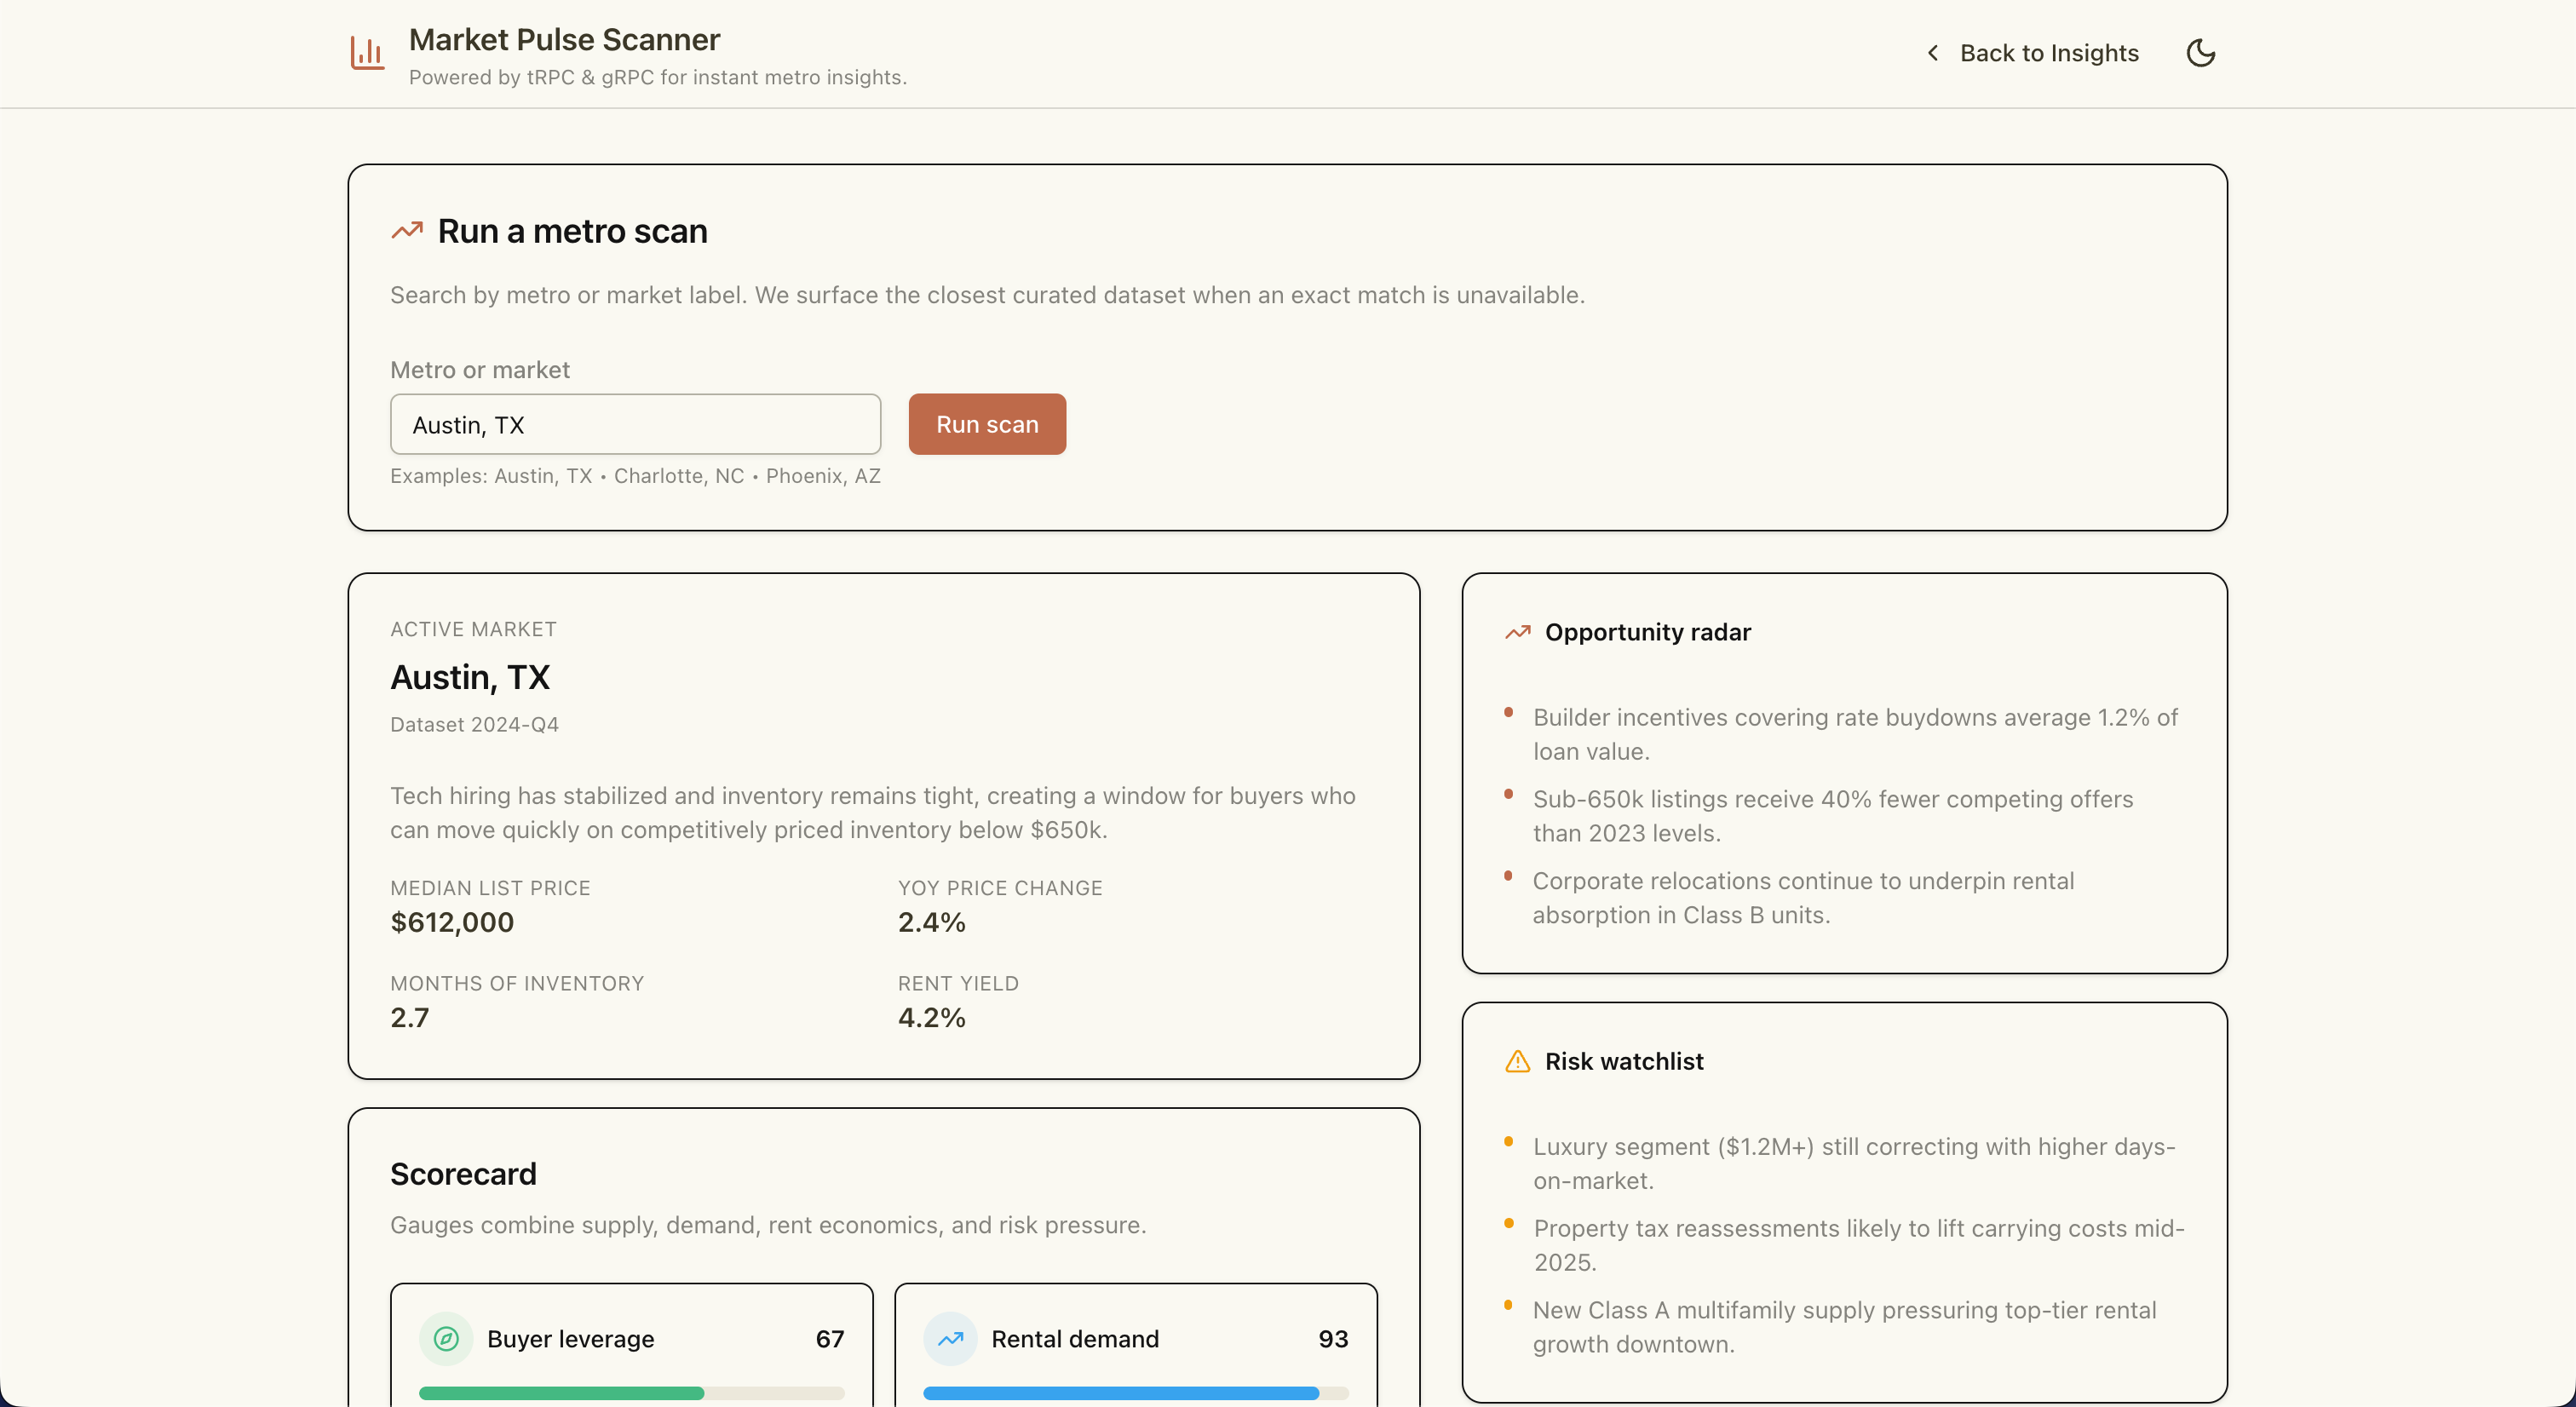 Market Pulse Scanner
Powered by tRPC & gRPC for instant metro insights.
Back to Insights
Run a metro scan
Search by metro or market label. We surface the closest curated dataset when an exact match is unavailable.
Metro or market
Austin, TX
Run scan
Examples: Austin, TX • Charlotte, NC • Phoenix, AZ
ACTIVE MARKET
Austin, TX
Dataset 2024-Q4
Tech hiring has stabilized and inventory remains tight, creating a window for buyers who
can move quickly on competitively priced inventory below $650k.
MEDIAN LIST PRICE
$612,000
YOY PRICE CHANGE
2.4%
MONTHS OF INVENTORY
2.7
RENT YIELD
4.2%
Scorecard
Gauges combine supply, demand, rent economics, and risk pressure.
Buyer leverage 67
Rental demand 93
Opportunity radar
Builder incentives covering rate buydowns average 1.2% of
loan value.
Sub-650k listings receive 40% fewer competing offers
than 2023 levels.
Corporate relocations continue to underpin rental
absorption in Class B units.
Risk watchlist
Luxury segment ($1.2M+) still correcting with higher days-
on-market.
Property tax reassessments likely to lift carrying costs mid-
2025.
New Class A multifamily supply pressuring top-tier rental
growth downtown.